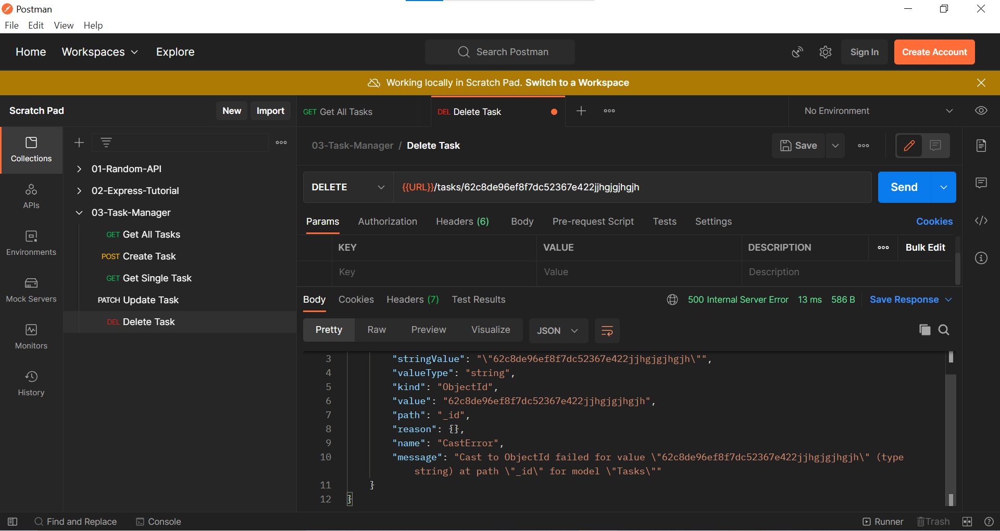 Postman
File Edit View Help
Home Workspaces Explore Search Postman Sign In Create Account
Working locally in Scratch Pad. Switch to a Workspace
Scratch Pad New Import GET Get All Tasks DEL Delete Task No Environment
Collections
APIs
Environments
Mock Servers
Monitors
History
01-Random-API
02-Express-Tutorial
03-Task-Manager
GET Get All Tasks
POST Create Task
GET Get Single Task
PATCH Update Task
DEL Delete Task
03-Task-Manager / Delete Task Save
DELETE {{URL}}/tasks/62c8de96ef8f7dc52367e422jjhgjgjhgjh Send
Params Authorization Headers (6) Body Pre-request Script Tests Settings Cookies
KEY VALUE DESCRIPTION Bulk Edit
Key Value Description
Body Cookies Headers (7) Test Results 500 Internal Server Error 13 ms 586 B Save Response
Pretty Raw Preview Visualize JSON
3 "stringValue": "\"62c8de96ef8f7dc52367e422jjhgjgjhgjh\"",
4 "valueType": "string",
5 "kind": "ObjectId",
6 "value": "62c8de96ef8f7dc52367e422jjhgjgjhgjh",
7 "path": "_id",
8 "reason": {},
9 "name": "CastError",
10 "message": "Cast to ObjectId failed for value \"62c8de96ef8f7dc52367e422jjhgjgjhgjh\" (type
string) at path \"_id\" for model \"Tasks\""
11 }
12 }
Find and Replace Console Runner Trash